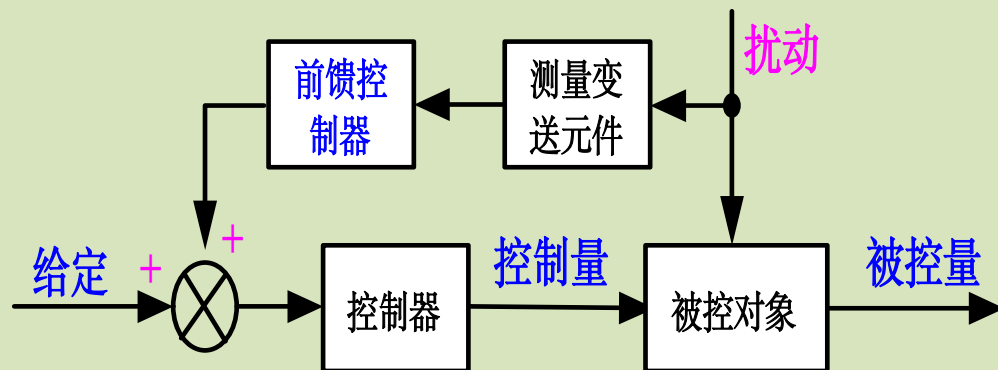 扰动
前馈控
制器
测量变
送元件
+
+
给定
控制量
被控量
控制器
被控对象